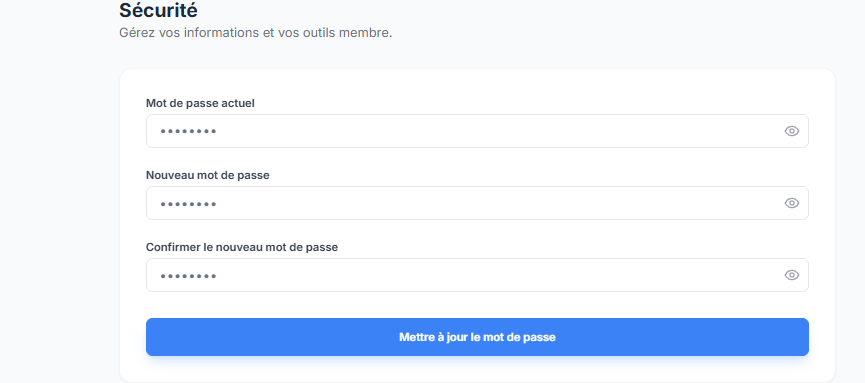 Sécurité
Gérez vos informations et vos outils membre.
Mot de passe actuel
••••••••
Nouveau mot de passe
••••••••
Confirmer le nouveau mot de passe
••••••••
Mettre à jour le mot de passe